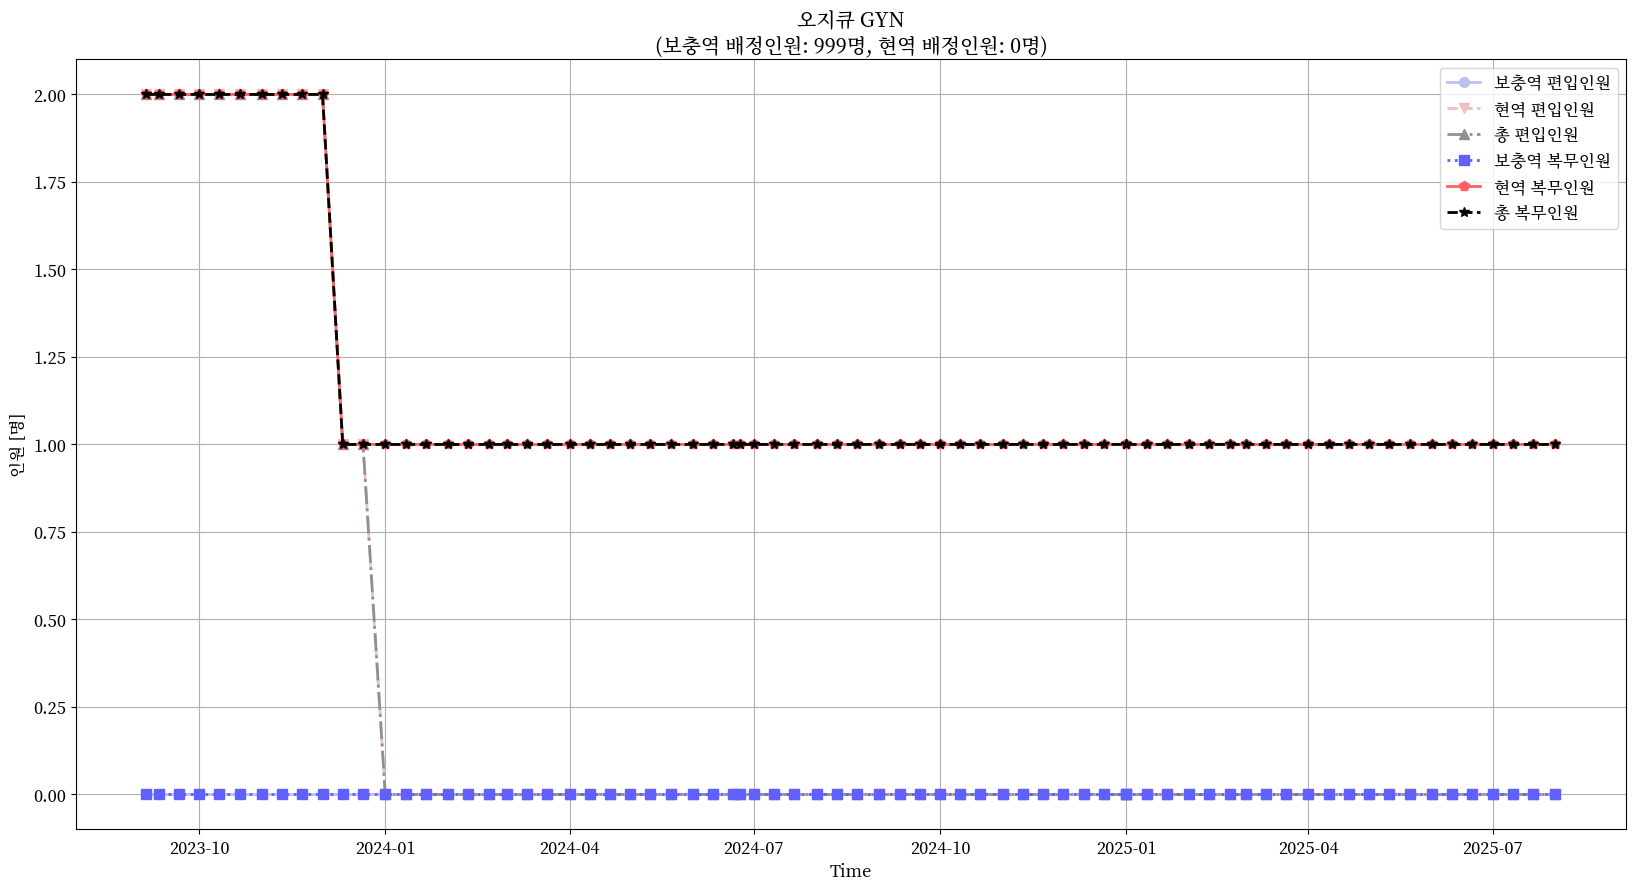 오지큐 GYN
(보충역 배정인원: 999명, 현역 배정인원: 0명)
보충역 편입인원
현역 편입인원
총 편입인원
보충역 복무인원
현역 복무인원
총 복무인원
인원 [명]
2.00
1.75
1.50
1.25
1.00
0.75
0.50
0.25
0.00
2023-10
2024-01
2024-04
2024-07
2024-10
2025-01
2025-04
2025-07
Time